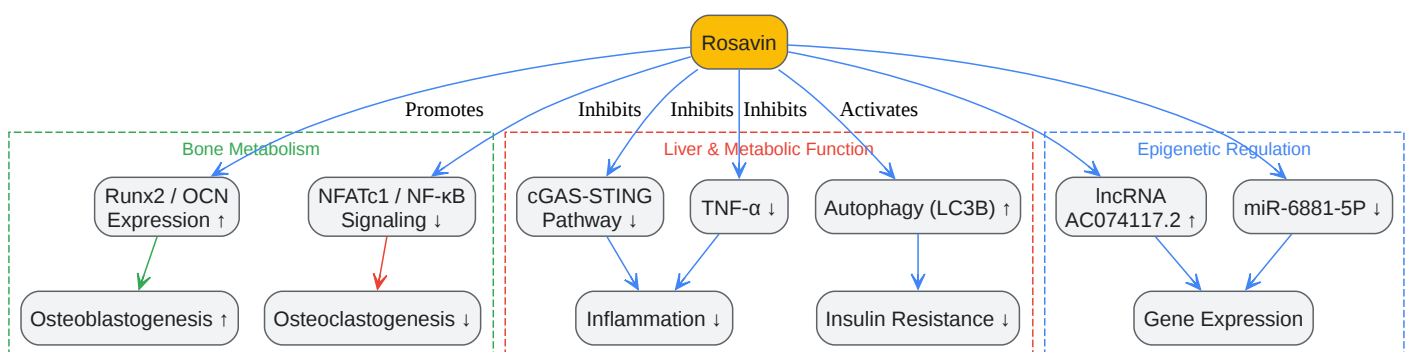 Rosavin
Promotes
Inhibits
Inhibits
Inhibits
Activates
Bone Metabolism
Liver & Metabolic Function
Epigenetic Regulation
Runx2 / OCN
Expression ↑
NFATc1 / NF-κB
Signaling ↓
cGAS-STING
Pathway ↓
TNF-α ↓
Autophagy (LC3B) ↑
lncRNA
AC074117.2 ↑
miR-6881-5P ↓
Osteoblastogenesis ↑
Osteoclastogenesis ↓
Inflammation ↓
Insulin Resistance ↓
Gene Expression